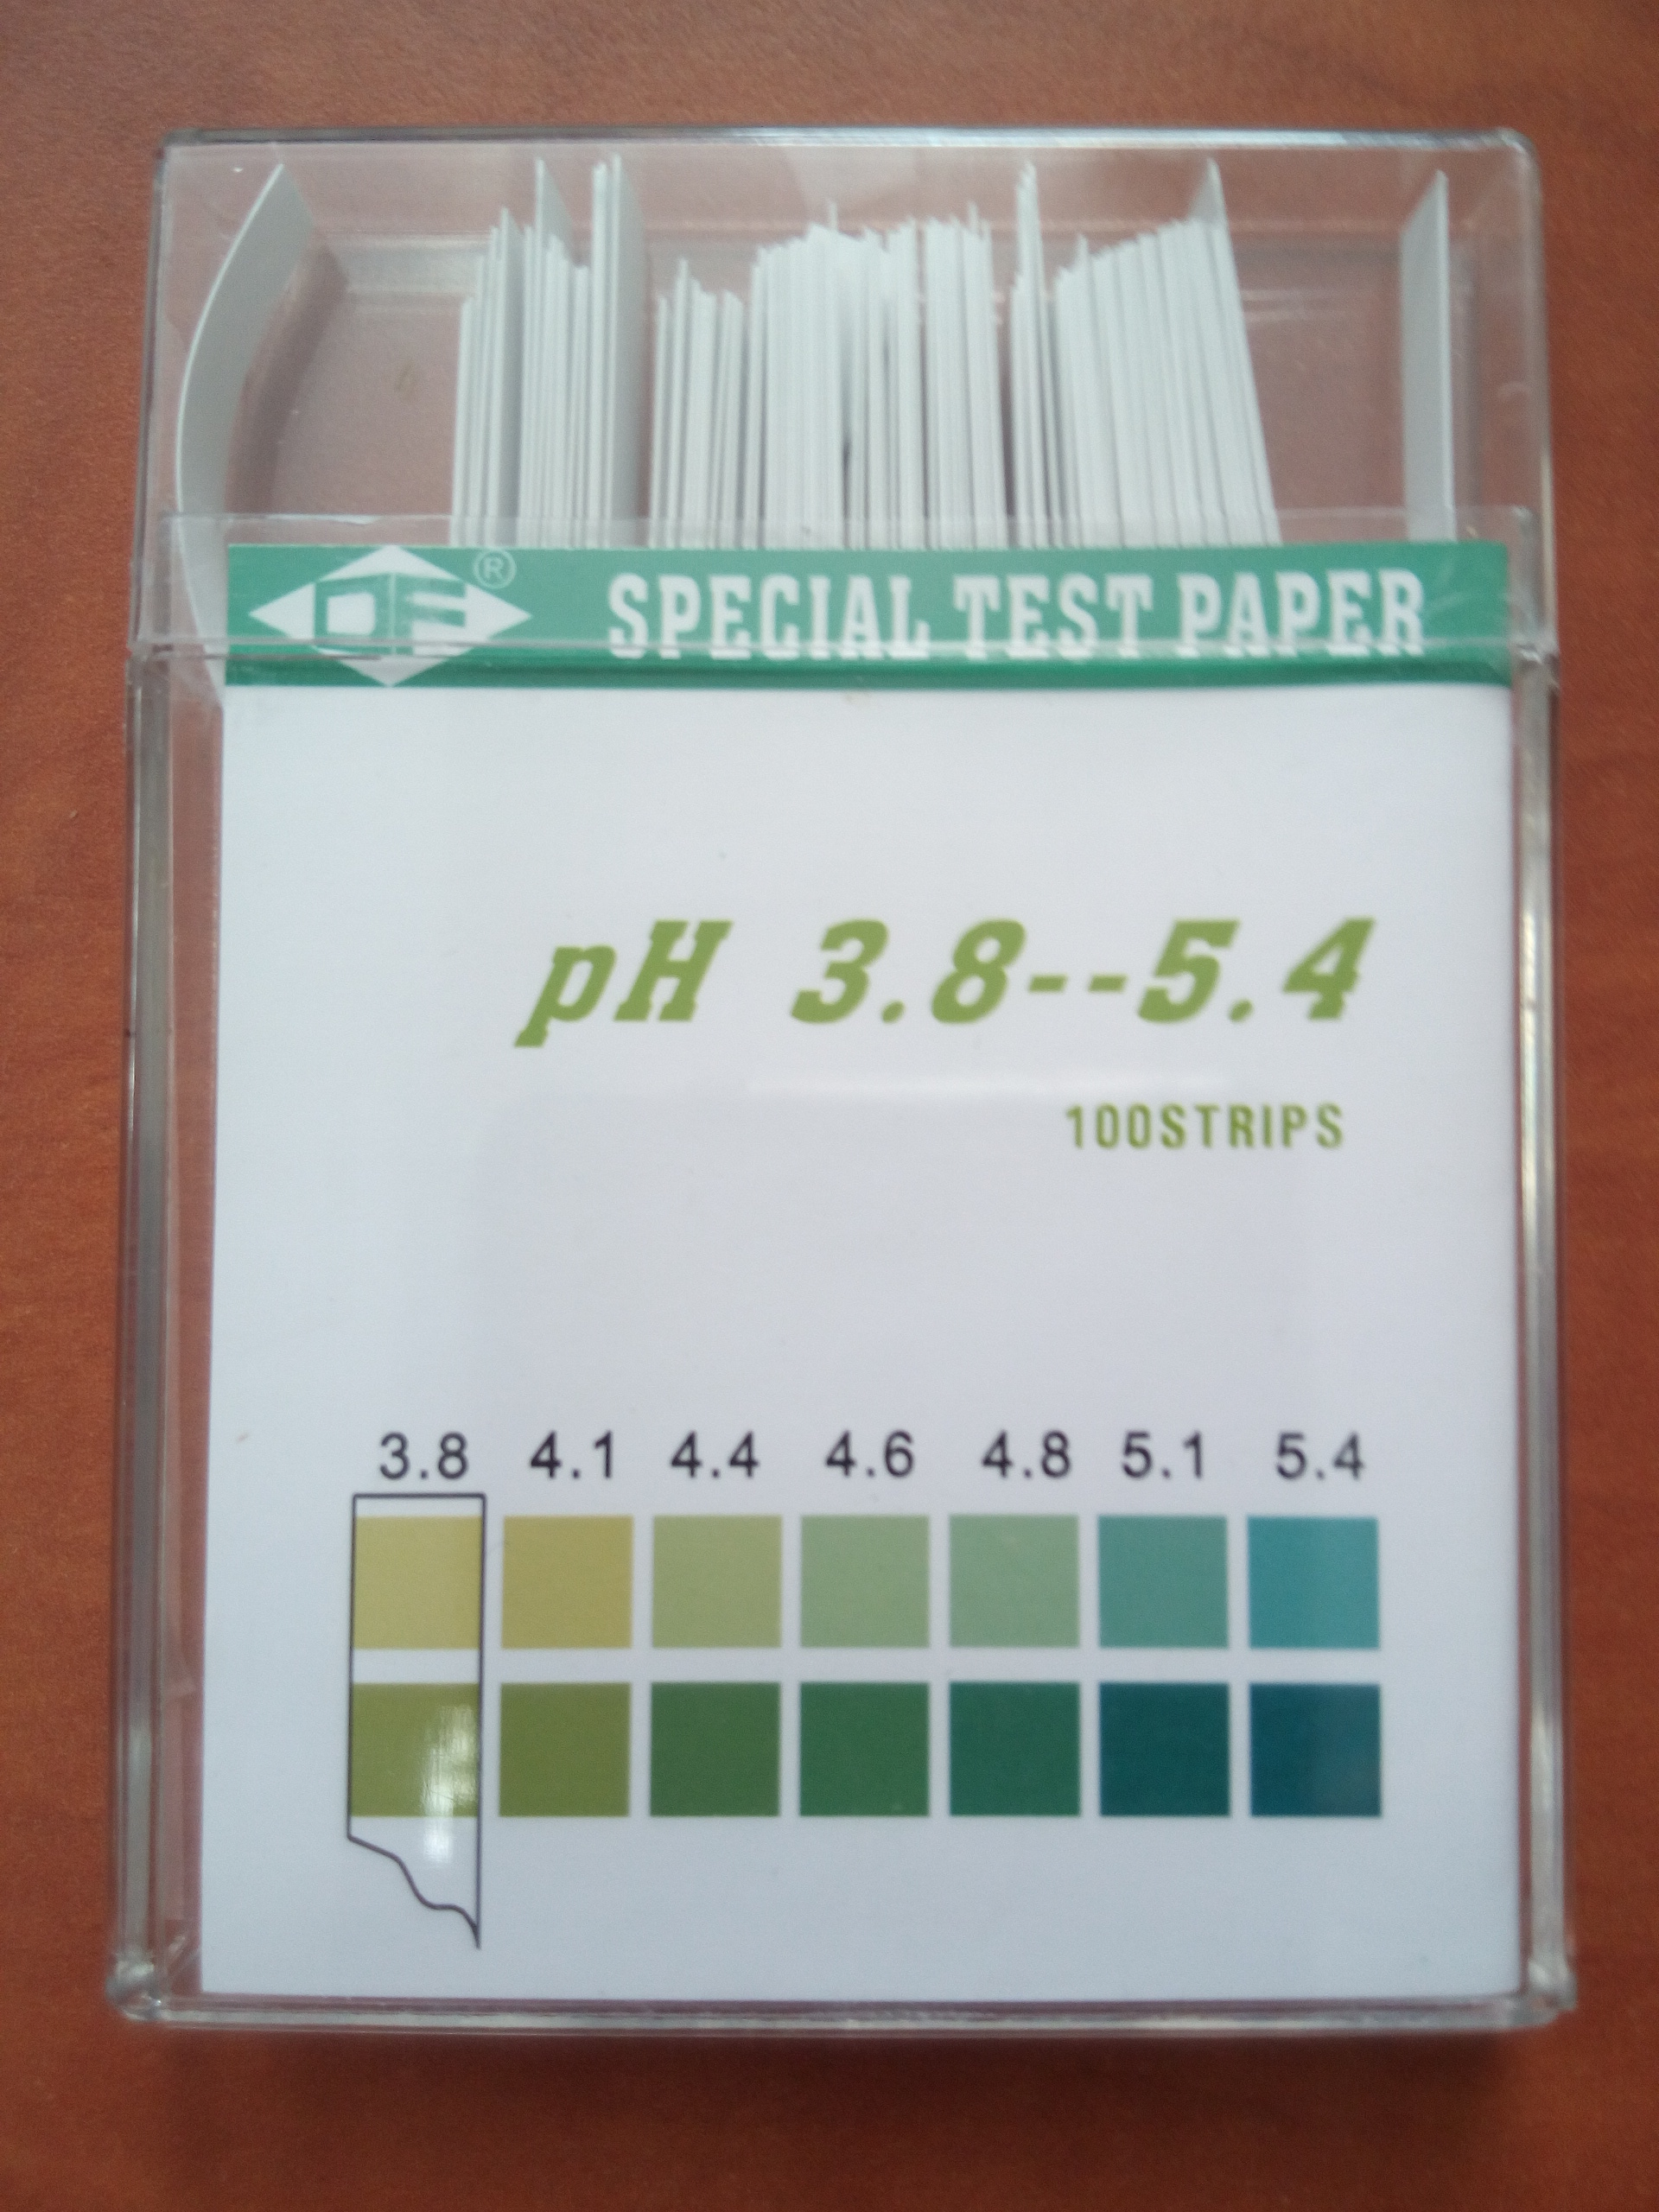 ®
SPECIAL TEST PAPER
pH 3.8--5.4
100STRIPS
3.8 4.1 4.4 4.6 4.8 5.1 5.4